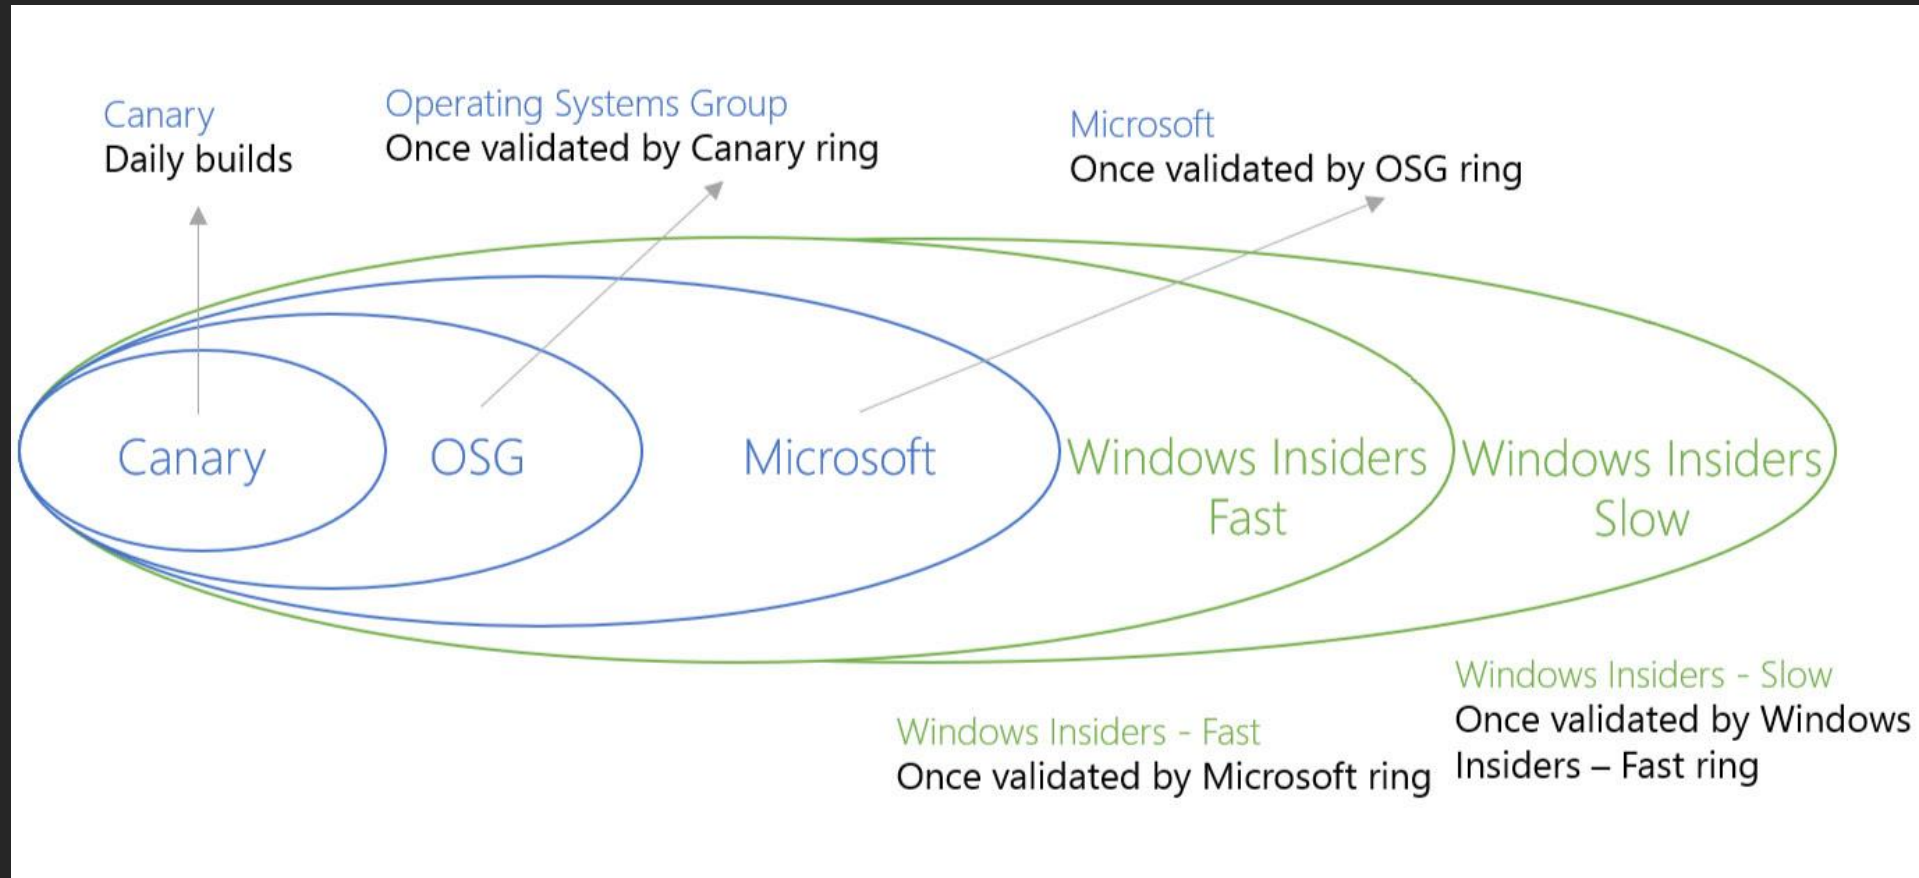 Canary
Daily builds
Operating Systems Group
Once validated by Canary ring
Microsoft
Once validated by OSG ring
Canary
OSG
Microsoft
Windows Insiders
Fast
Windows Insiders
Slow
Windows Insiders - Fast
Once validated by Microsoft ring
Windows Insiders - Slow
Once validated by Windows
Insiders – Fast ring